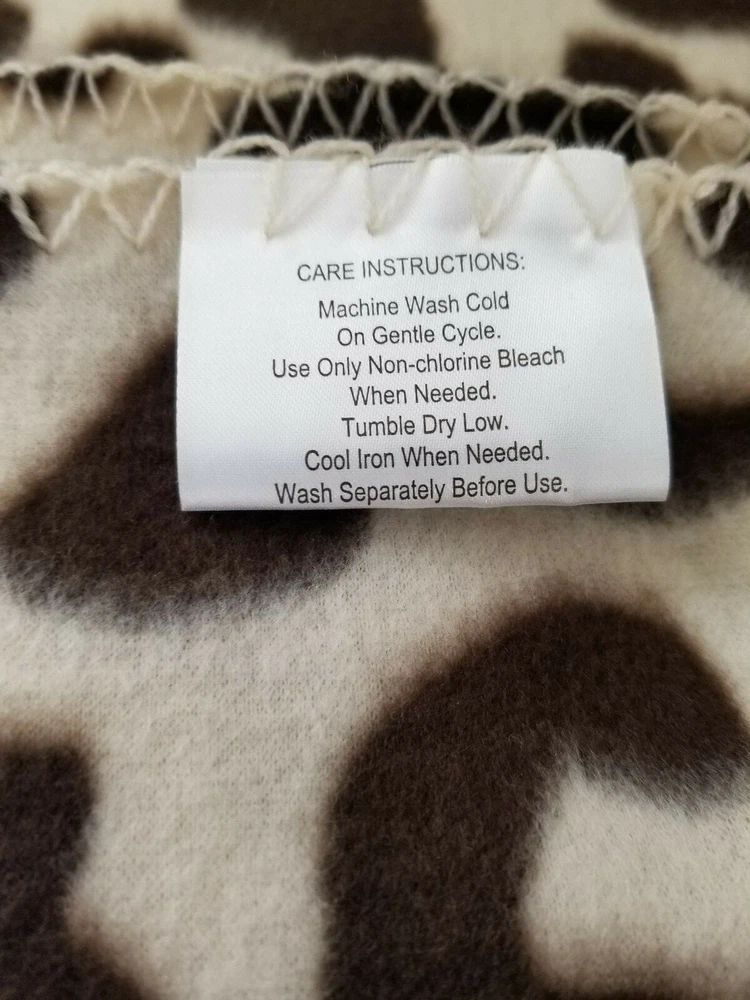 CARE INSTRUCTIONS:
Machine Wash Cold
On Gentle Cycle.
Use Only Non-chlorine Bleach
When Needed.
Tumble Dry Low.
Cool Iron When Needed.
Wash Separately Before Use.